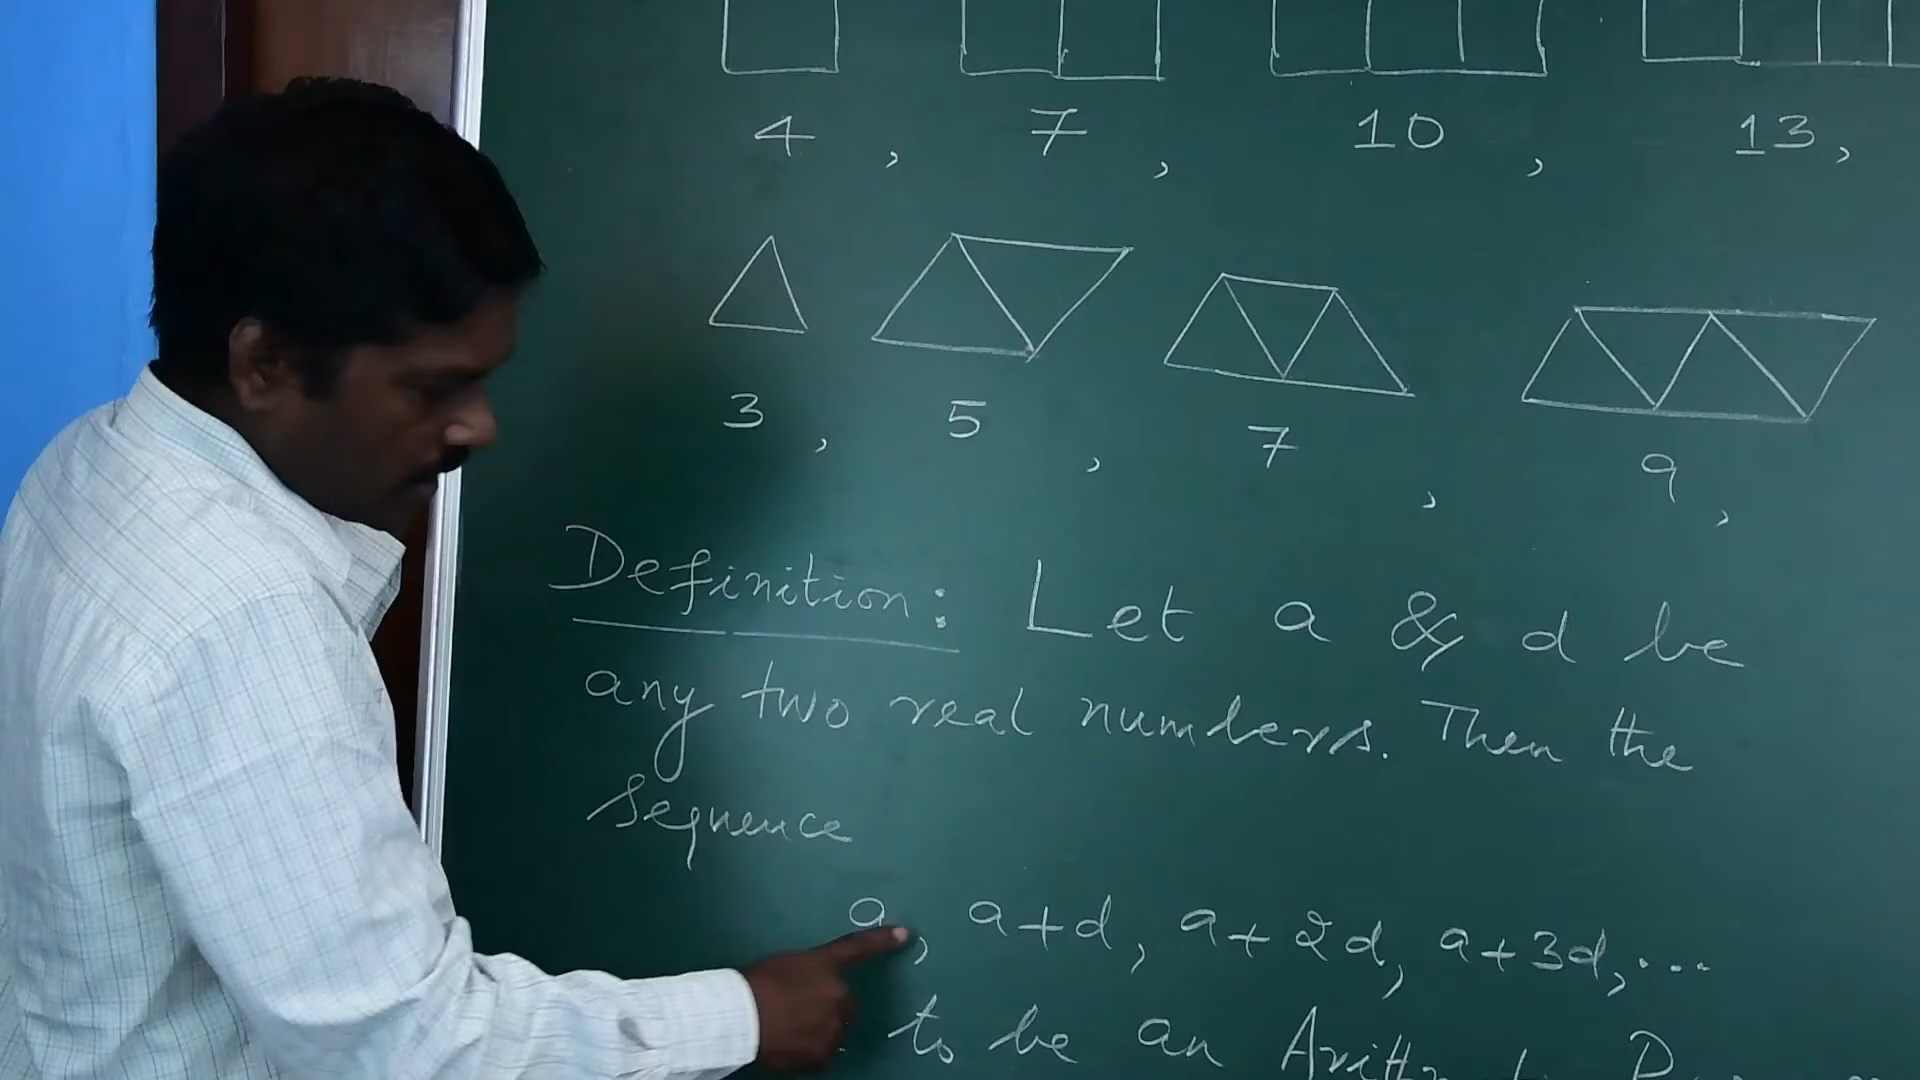 4, 7, 10, 13,
3, 5, 7, 9,
Definition: Let a & d be
any two real numbers. Then the
sequence
a, a+d, a+2d, a+3d, ...
to be an